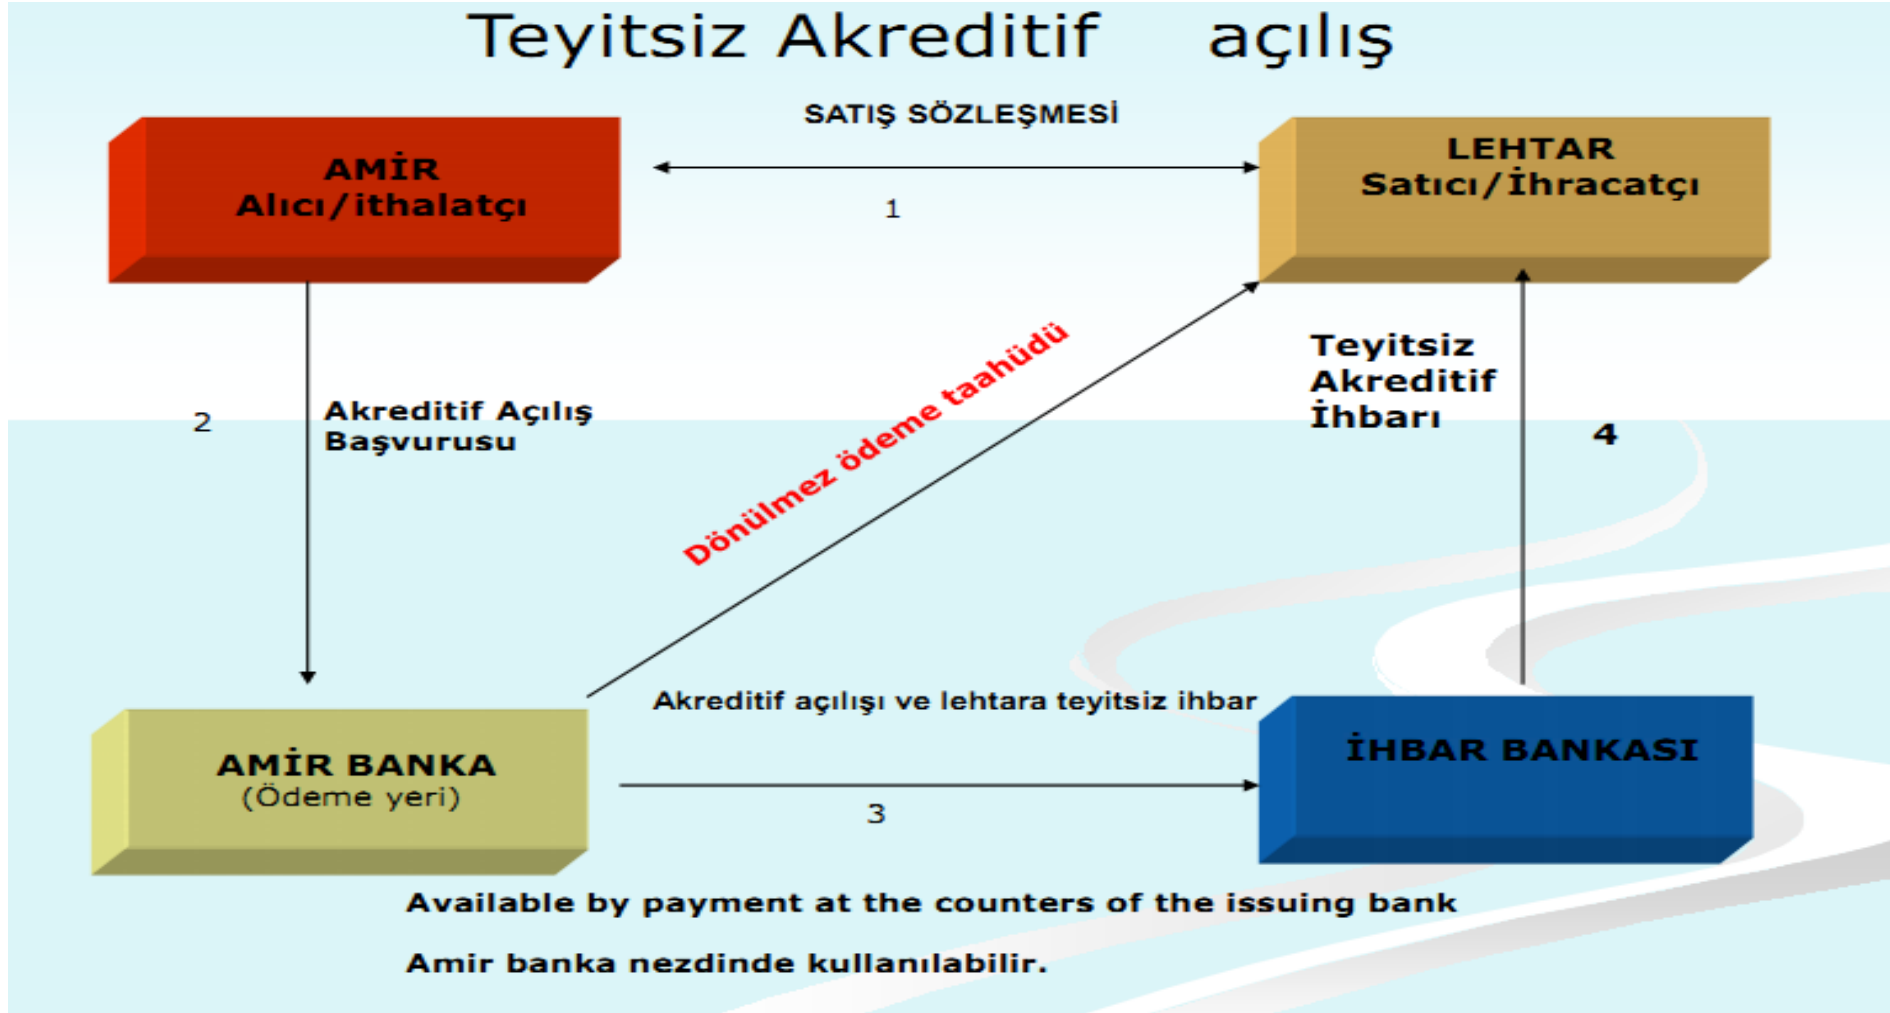 Teyitsiz Akreditif açılış
SATIŞ SÖZLEŞMESİ
AMİR
Alıcı/ithalatçı
1
LEHTAR
Satıcı/İhracatçı
2
Akreditif Açılış
Başvurusu
Dönülmez ödeme taahüdü
Teyitsiz
Akreditif
İhbarı
4
Akreditif açılışı ve lehtara teyitsiz ihbar
AMİR BANKA
(Ödeme yeri)
3
İHBAR BANKASI
Available by payment at the counters of the issuing bank
Amir banka nezdinde kullanılabilir.